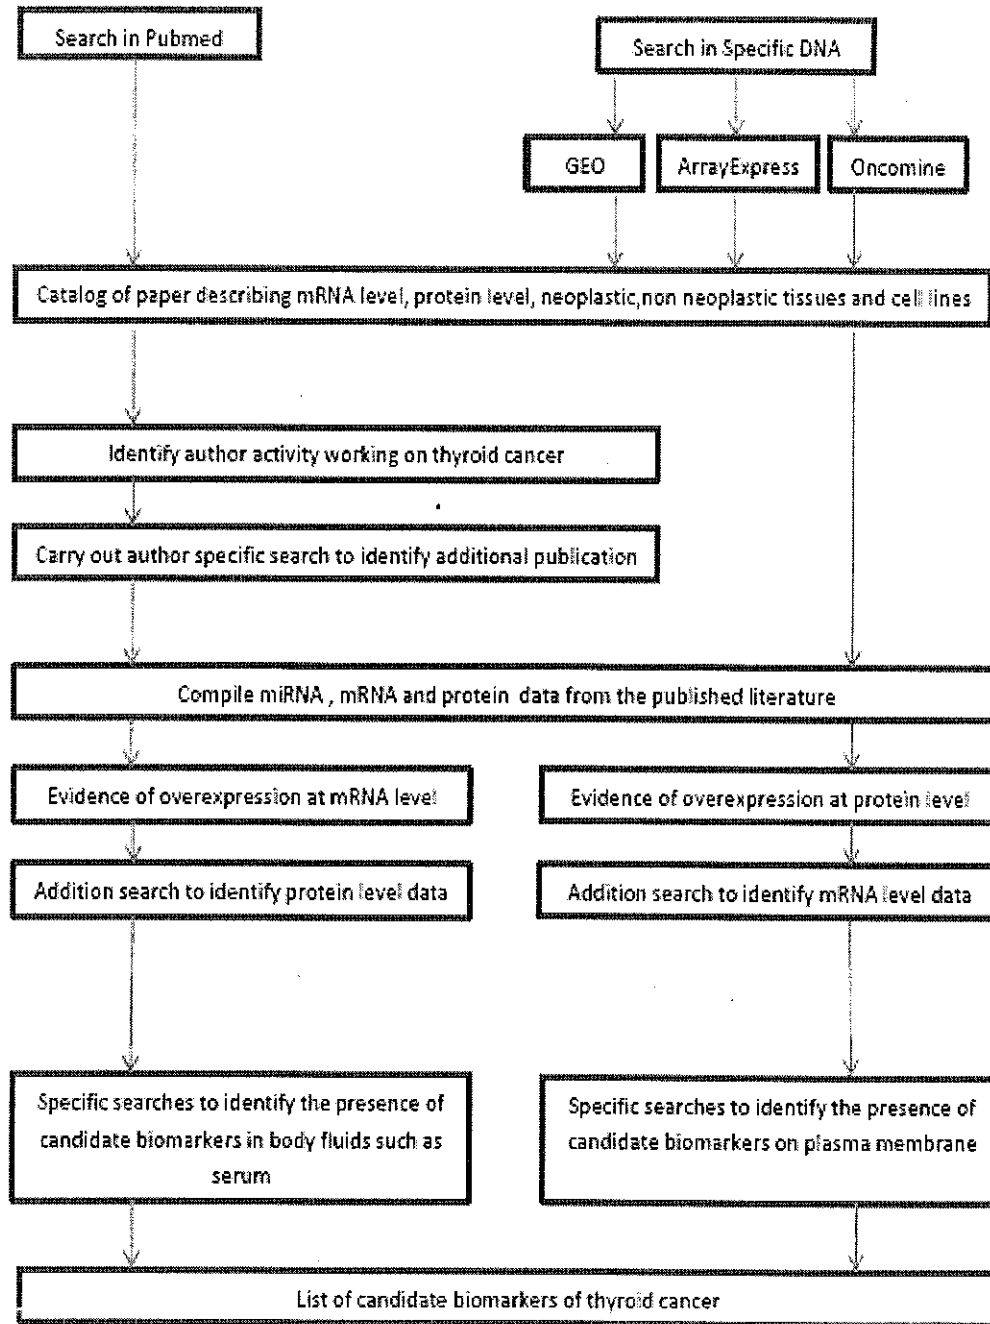 Search in Pubmed
Search in Specific DNA
GEO
ArrayExpress
Oncomine
Catalog of paper describing mRNA level, protein level, neoplastic,non neoplastic tissues and cell lines
Identify author activity working on thyroid cancer
Carry out author specific search to identify additional publication
Compile miRNA , mRNA and protein data from the published literature
Evidence of overexpression at mRNA level
Evidence of overexpression at protein level
Addition search to identify protein level data
Addition search to identify mRNA level data
Specific searches to identify the presence of
candidate biomarkers in body fluids such as
serum
Specific searches to identify the presence of
candidate biomarkers on plasma membrane
List of candidate biomarkers of thyroid cancer